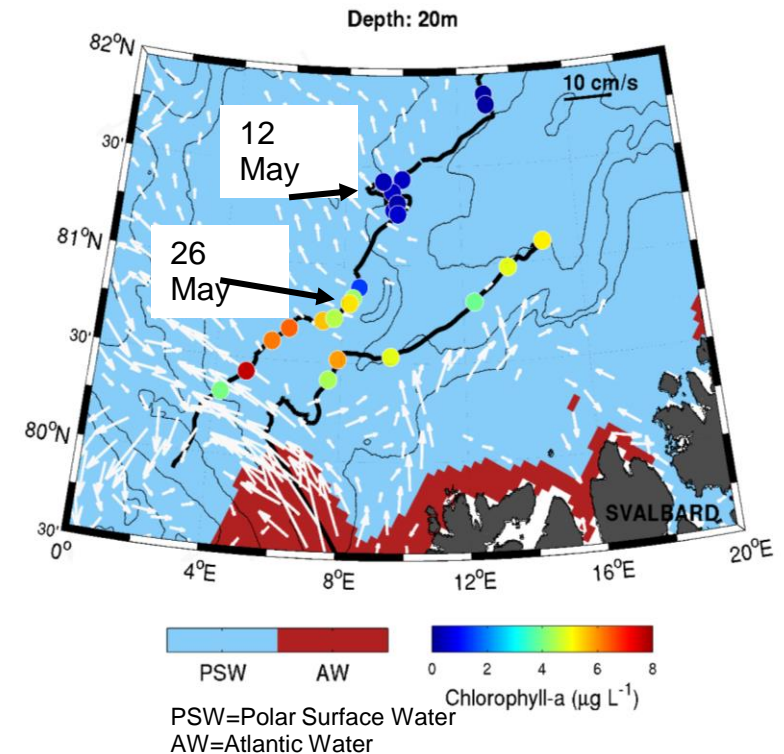 Depth: 20m
82°N
10 cm/s
30'
12
May
81°N
26
May
30'
80°N
30'
SVALBARD
0°
4°E
8°E
12°E
16°E
20°E
PSW
AW
0
2
4
6
8
Chlorophyll-a (µg L⁻¹)
PSW=Polar Surface Water
AW=Atlantic Water